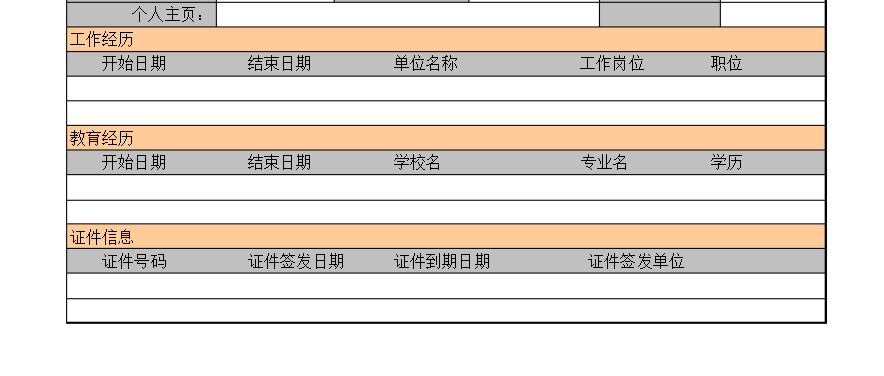 个人主页：
工作经历
开始日期 结束日期 单位名称 工作岗位 职位
教育经历
开始日期 结束日期 学校名 专业名 学历
证件信息
证件号码 证件签发日期 证件到期日期 证件签发单位